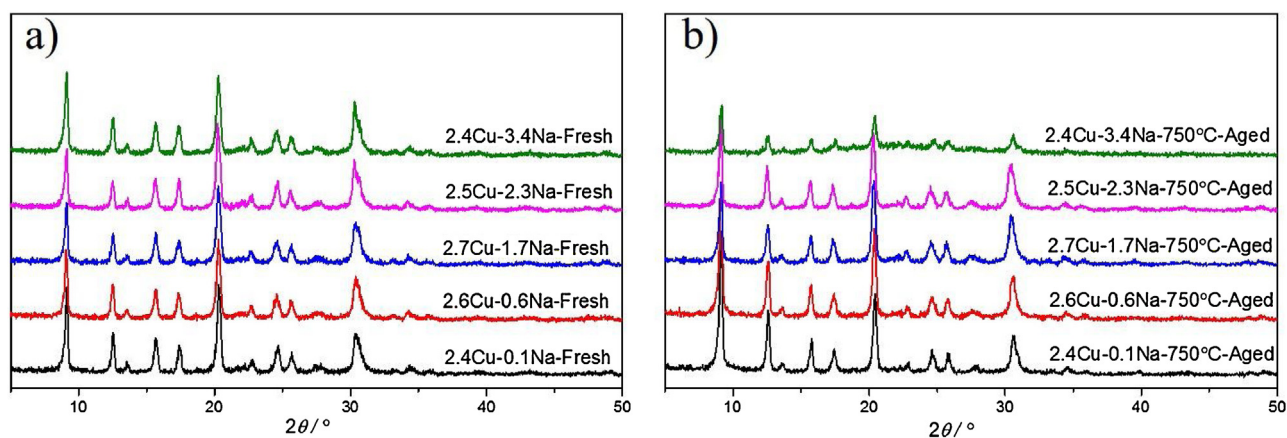 a)
2.4Cu-3.4Na-Fresh
2.5Cu-2.3Na-Fresh
2.7Cu-1.7Na-Fresh
2.6Cu-0.6Na-Fresh
2.4Cu-0.1Na-Fresh
10 20 30 40 50
2θ/°
b)
2.4Cu-3.4Na-750°C-Aged
2.5Cu-2.3Na-750°C-Aged
2.7Cu-1.7Na-750°C-Aged
2.6Cu-0.6Na-750°C-Aged
2.4Cu-0.1Na-750°C-Aged
10 20 30 40 50
2θ/°